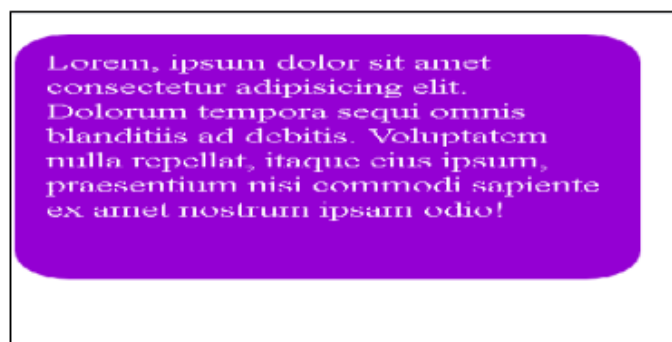 Lorem, ipsum dolor sit amet
consectetur adipisicing elit.
Dolorum tempora sequi omnis
blanditiis ad debitis. Voluptatem
nulla repellat, itaque eius ipsum,
praesentium nisi commodi sapiente
ex amet nostrum ipsam odio!